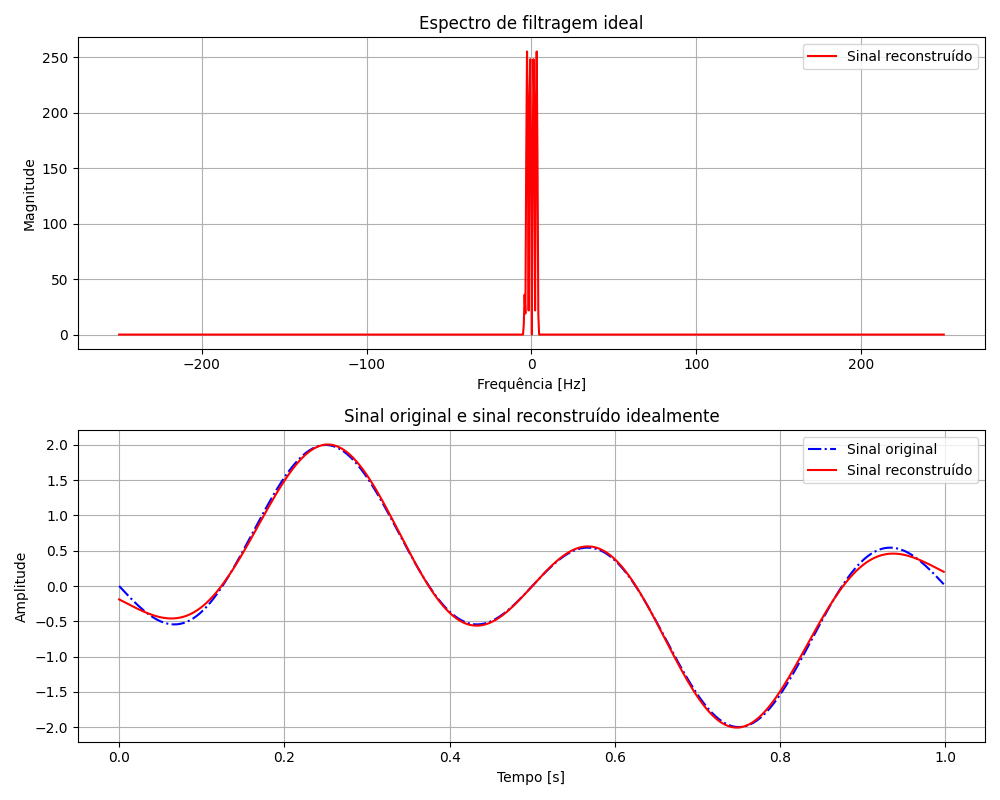 Espectro de filtragem ideal
Sinal reconstruído
250
200
150
100
50
0
Magnitude
−200
−100
0
100
200
Frequência [Hz]
Sinal original e sinal reconstruído idealmente
Sinal original
Sinal reconstruído
2.0
1.5
1.0
0.5
0.0
−0.5
−1.0
−1.5
−2.0
Amplitude
0.0
0.2
0.4
0.6
0.8
1.0
Tempo [s]